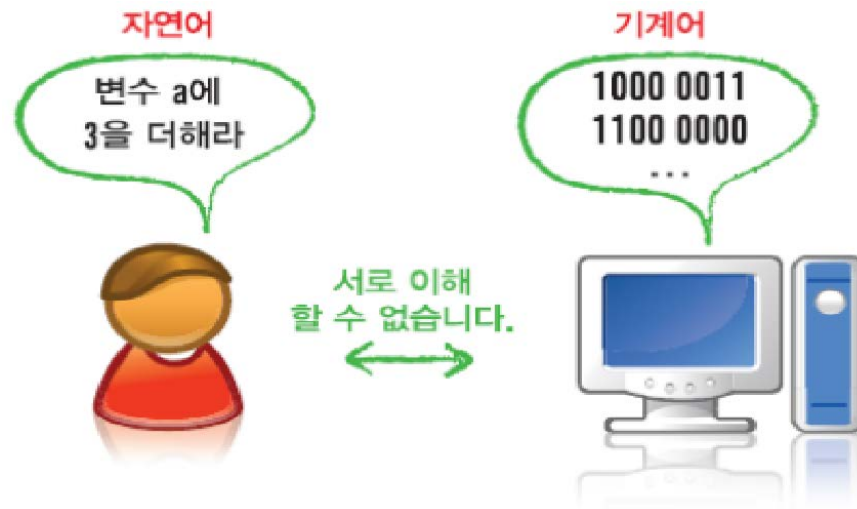 자연어
변수 a에
3을 더해라
기계어
1000 0011
1100 0000
...
서로 이해
할 수 없습니다.